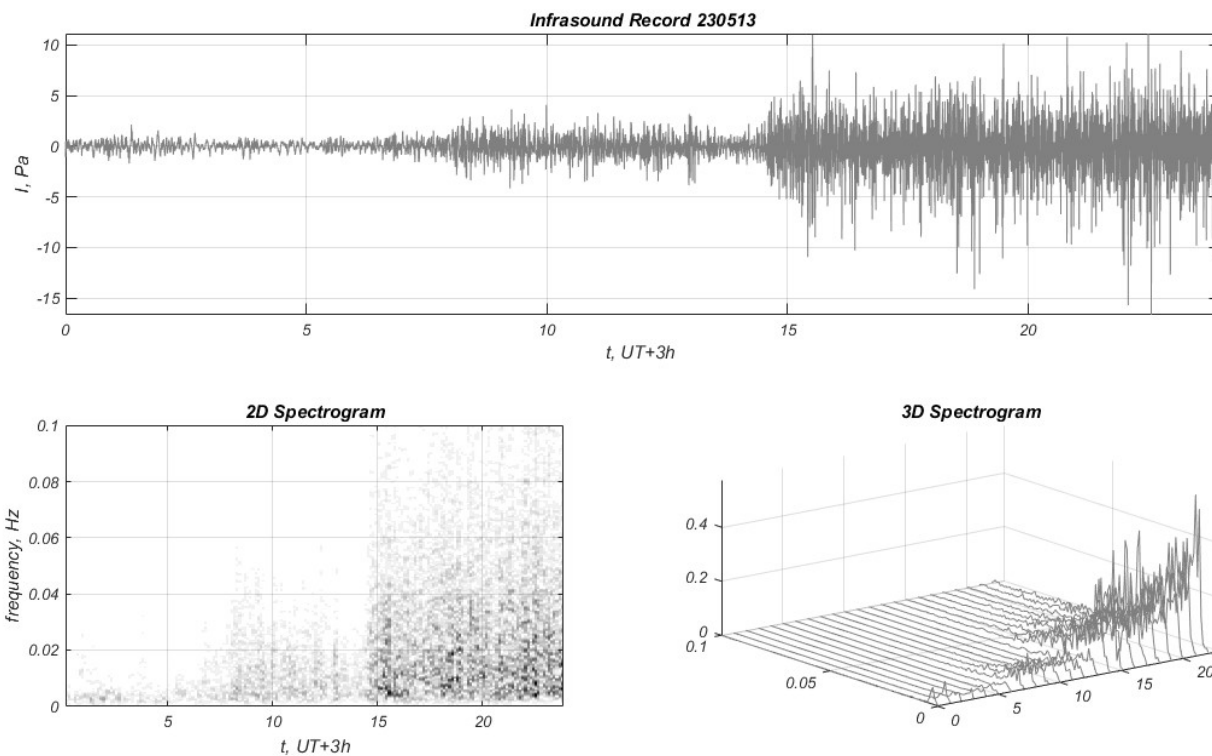 Infrasound Record 230513
10
5
0
-5
-10
-15
I, Pa
0 5 10 15 20
t, UT+3h
2D Spectrogram
0.1
0.08
0.06
0.04
0.02
0
frequency, Hz
5 10 15 20
t, UT+3h
3D Spectrogram
0.4
0.2
0
0.1
0.05
0
0 5 10 15 20